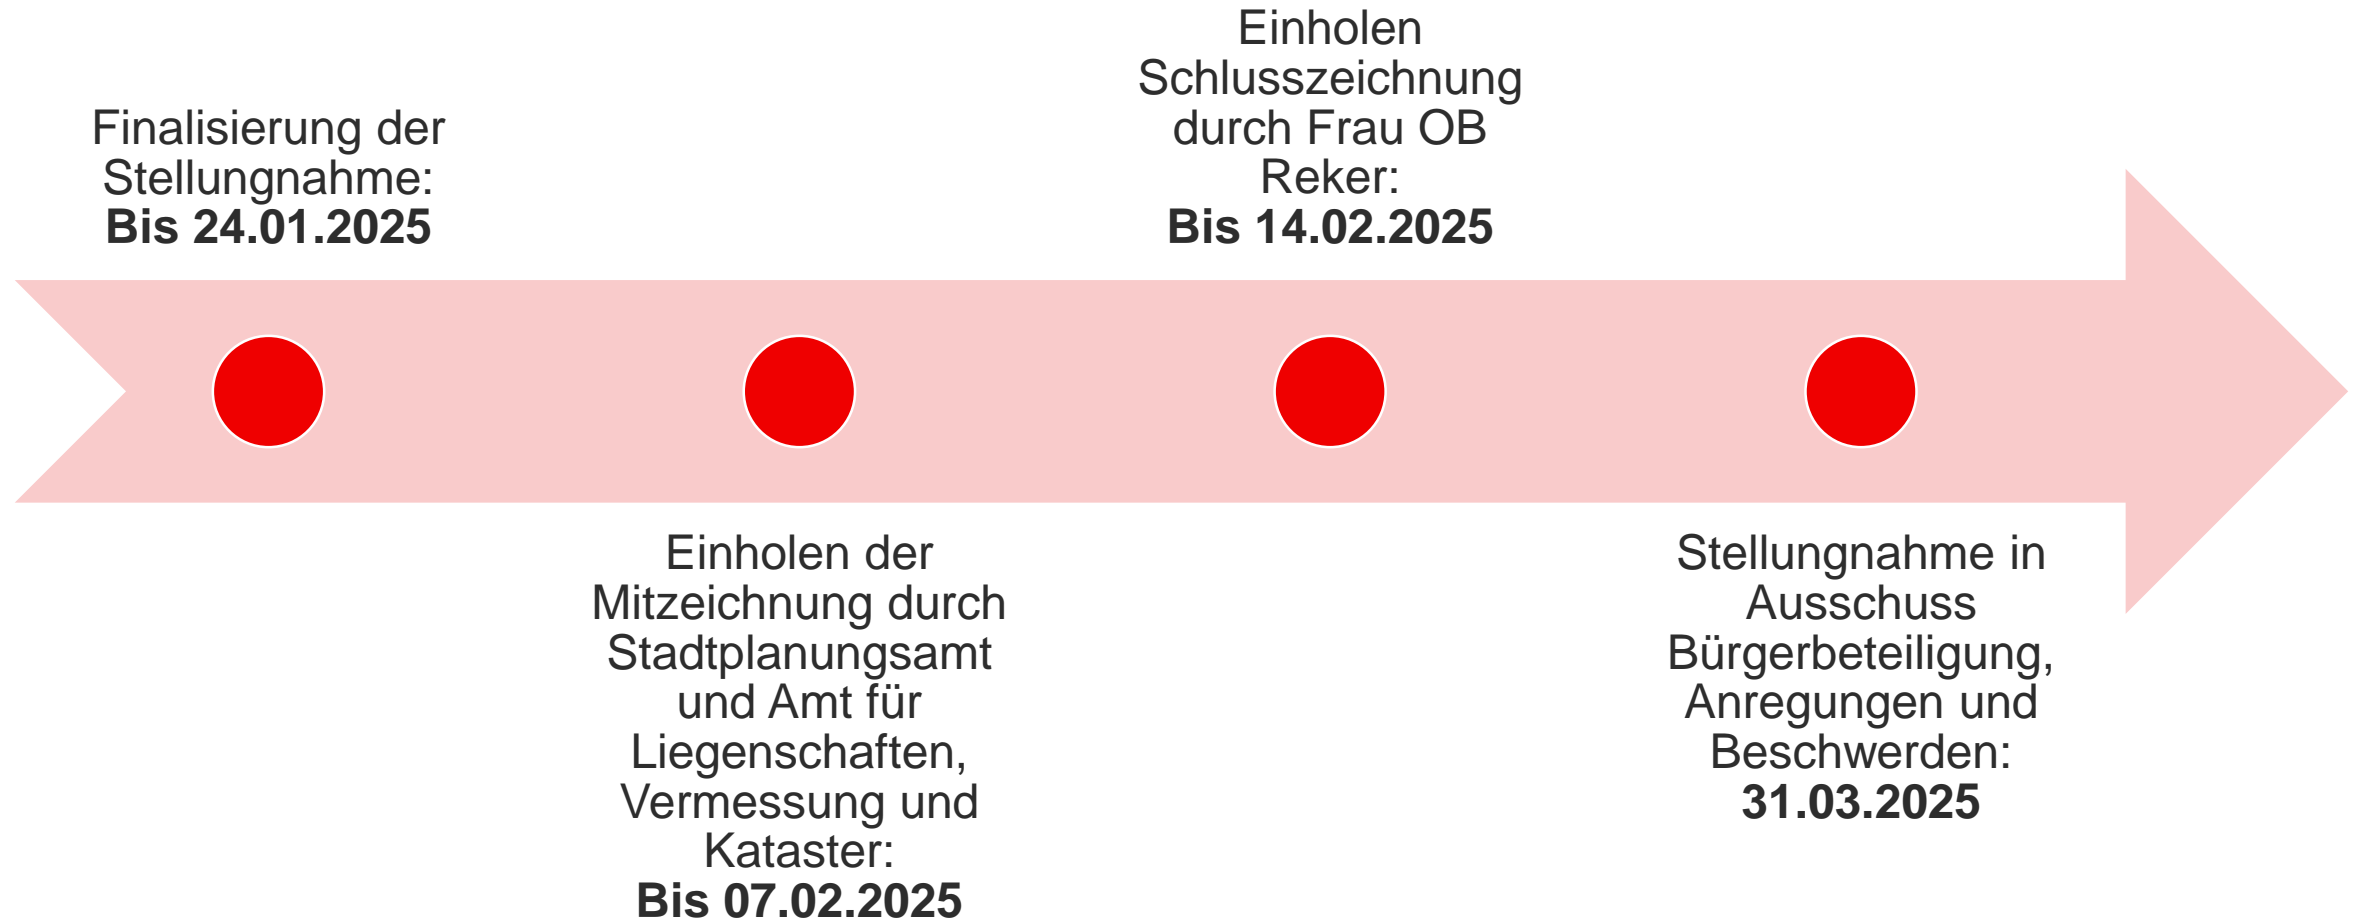 Finalisierung der
Stellungnahme:
Bis 24.01.2025
Einholen der
Mitzeichnung durch
Stadtplanungsamt
und Amt für
Liegenschaften,
Vermessung und
Kataster:
Bis 07.02.2025
Einholen
Schlusszeichnung
durch Frau OB
Reker:
Bis 14.02.2025
Stellungnahme in
Ausschuss
Bürgerbeteiligung,
Anregungen und
Beschwerden:
31.03.2025